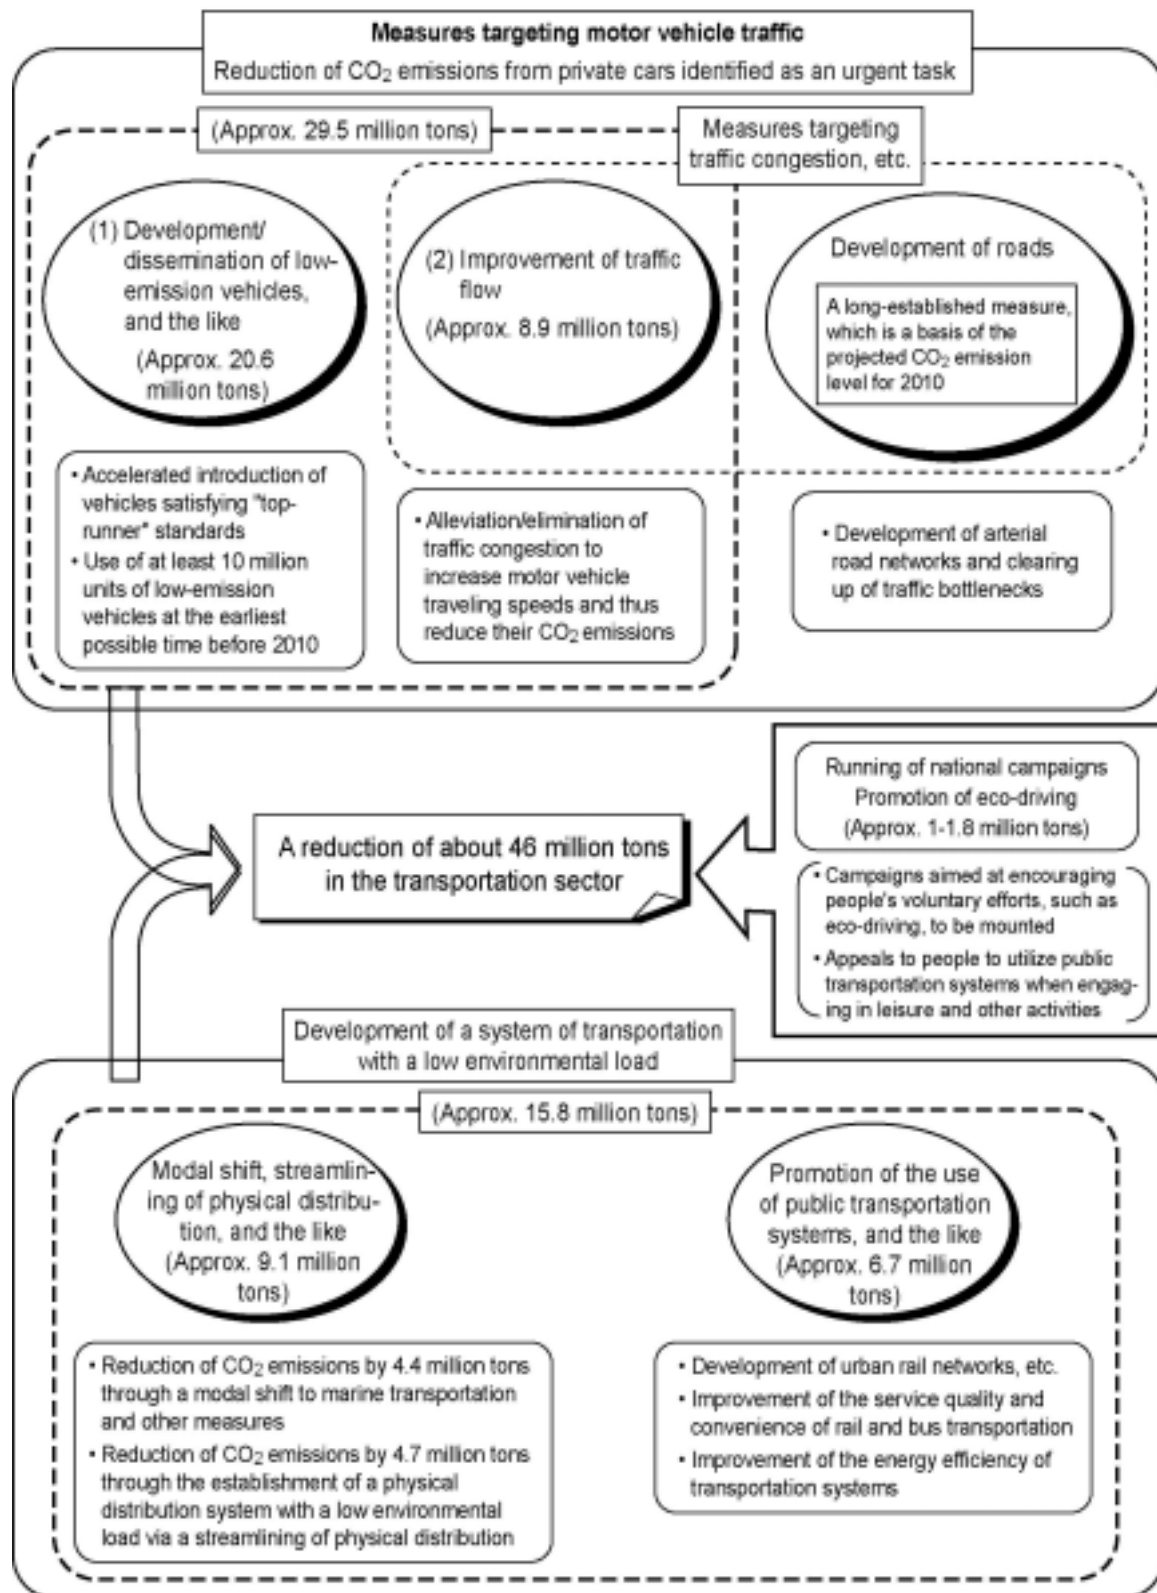 Measures targeting motor vehicle traffic
Reduction of CO2 emissions from private cars identified as an urgent task
(Approx. 29.5 million tons)
Measures targeting
traffic congestion, etc.
(1) Development/
dissemination of low-
emission vehicles,
and the like
(Approx. 20.6
million tons)
(2) Improvement of traffic
flow
(Approx. 8.9 million tons)
Development of roads
A long-established measure,
which is a basis of the
projected CO2 emission
level for 2010
• Accelerated introduction of
vehicles satisfying "top-
runner" standards
• Use of at least 10 million
units of low-emission
vehicles at the earliest
possible time before 2010
• Alleviation/elimination of
traffic congestion to
increase motor vehicle
traveling speeds and thus
reduce their CO2 emissions
• Development of arterial
road networks and clearing
up of traffic bottlenecks
Running of national campaigns
Promotion of eco-driving
(Approx. 1-1.8 million tons)
• Campaigns aimed at encouraging
people's voluntary efforts, such as
eco-driving, to be mounted
• Appeals to people to utilize public
transportation systems when engag-
ing in leisure and other activities
A reduction of about 46 million tons
in the transportation sector
Development of a system of transportation
with a low environmental load
(Approx. 15.8 million tons)
Modal shift, streamlin-
ing of physical distribu-
tion, and the like
(Approx. 9.1 million
tons)
Promotion of the use
of public transportation
systems, and the like
(Approx. 6.7 million
tons)
• Reduction of CO2 emissions by 4.4 million tons
through a modal shift to marine transportation
and other measures
• Reduction of CO2 emissions by 4.7 million tons
through the establishment of a physical
distribution system with a low environmental
load via a streamlining of physical distribution
• Development of urban rail networks, etc.
• Improvement of the service quality and
convenience of rail and bus transportation
• Improvement of the energy efficiency of
transportation systems